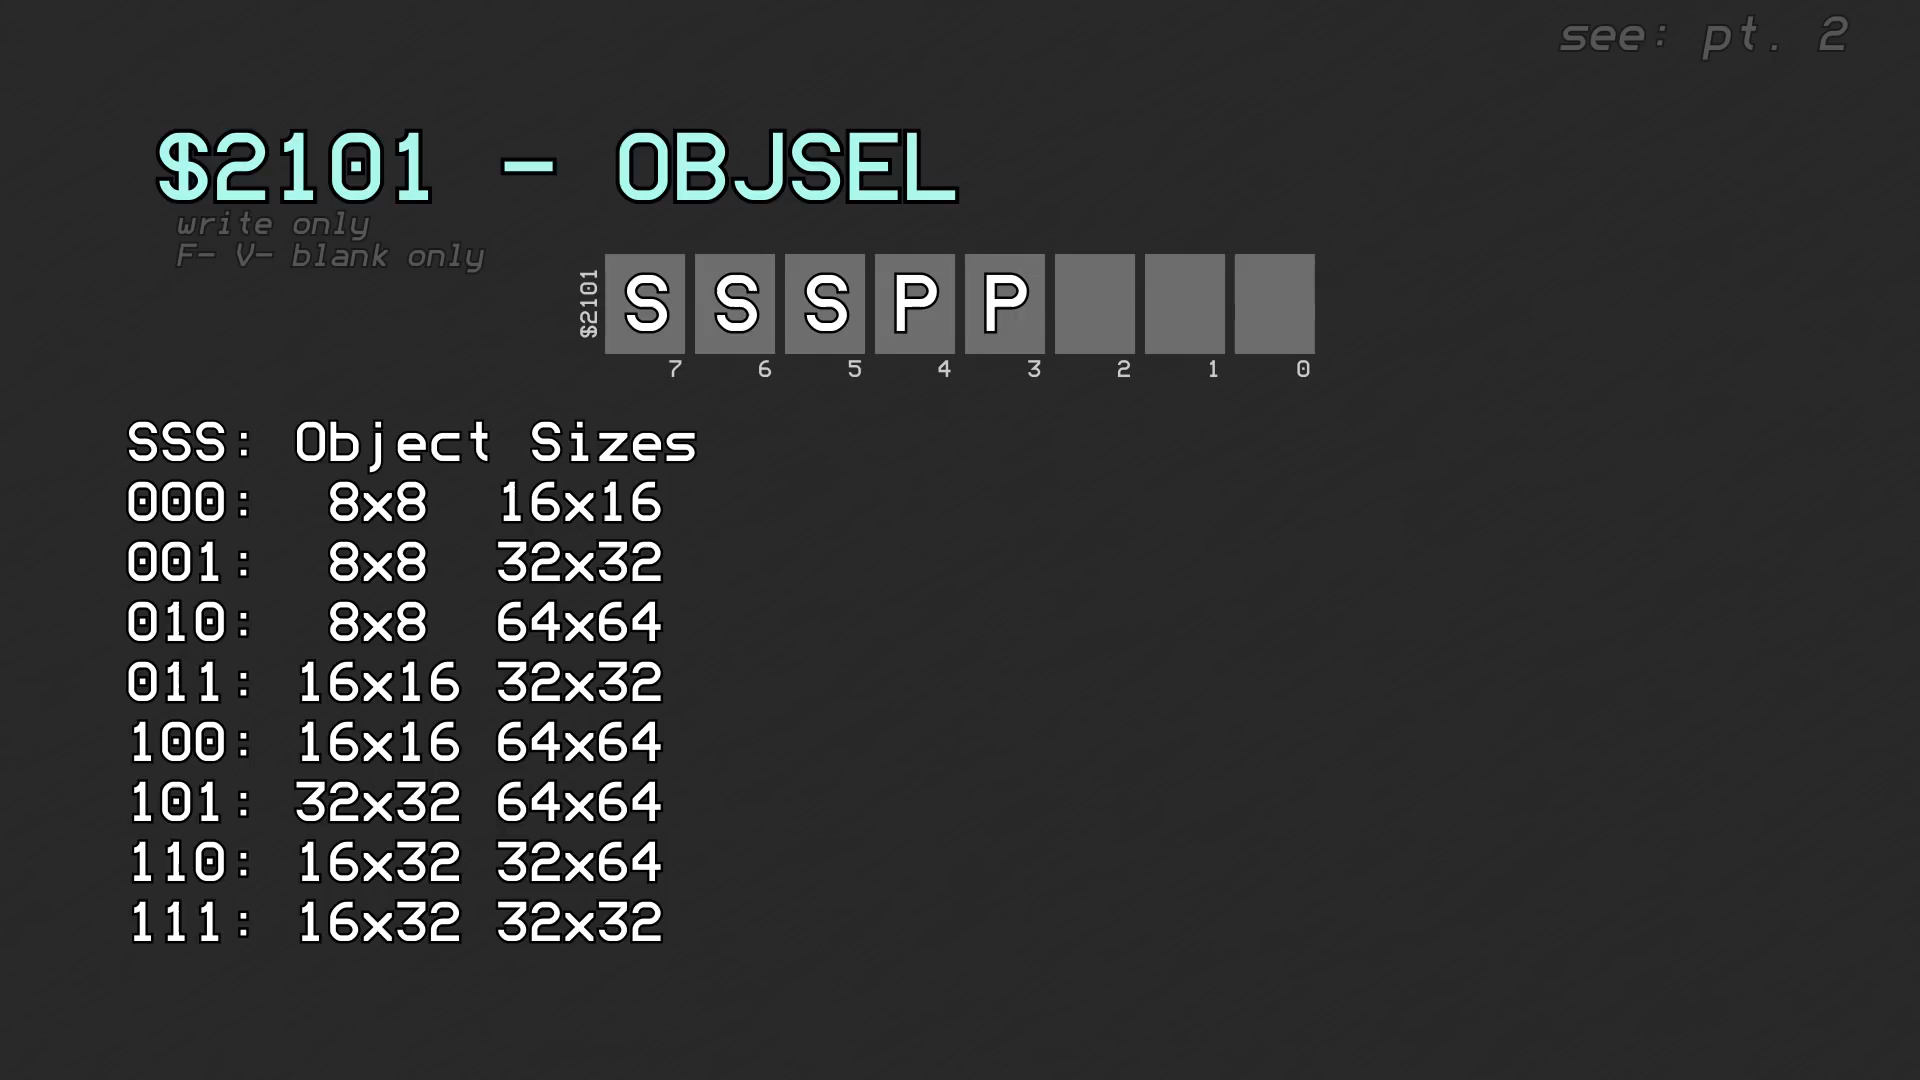 see: pt. 2
$2101 - OBJSEL
write only
F- V- blank only
$2101
S S S P P
7 6 5 4 3 2 1 0
SSS: Object Sizes
000: 8x8 16x16
001: 8x8 32x32
010: 8x8 64x64
011: 16x16 32x32
100: 16x16 64x64
101: 32x32 64x64
110: 16x32 32x64
111: 16x32 32x32